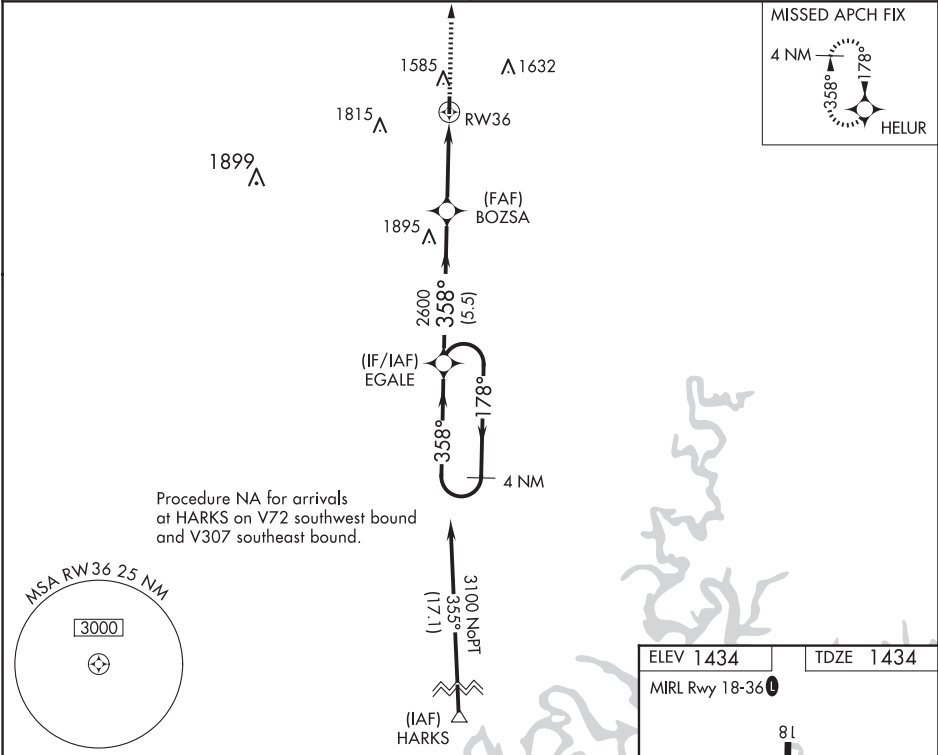 MISSED APCH FIX
4 NM
358°
178°
HELUR
1585
1632
1815
RW36
1899
(FAF)
BOZSA
1895
2600
358°
(5.5)
(IF/IAF)
EGALE
178°
358°
4 NM
Procedure NA for arrivals
at HARKS on V72 southwest bound
and V307 southeast bound.
MSA RW36 25 NM
3000
3100 NoPT
355°
(17.1)
(IAF)
HARKS
ELEV 1434
TDZE 1434
MIRL Rwy 18-36 L
18